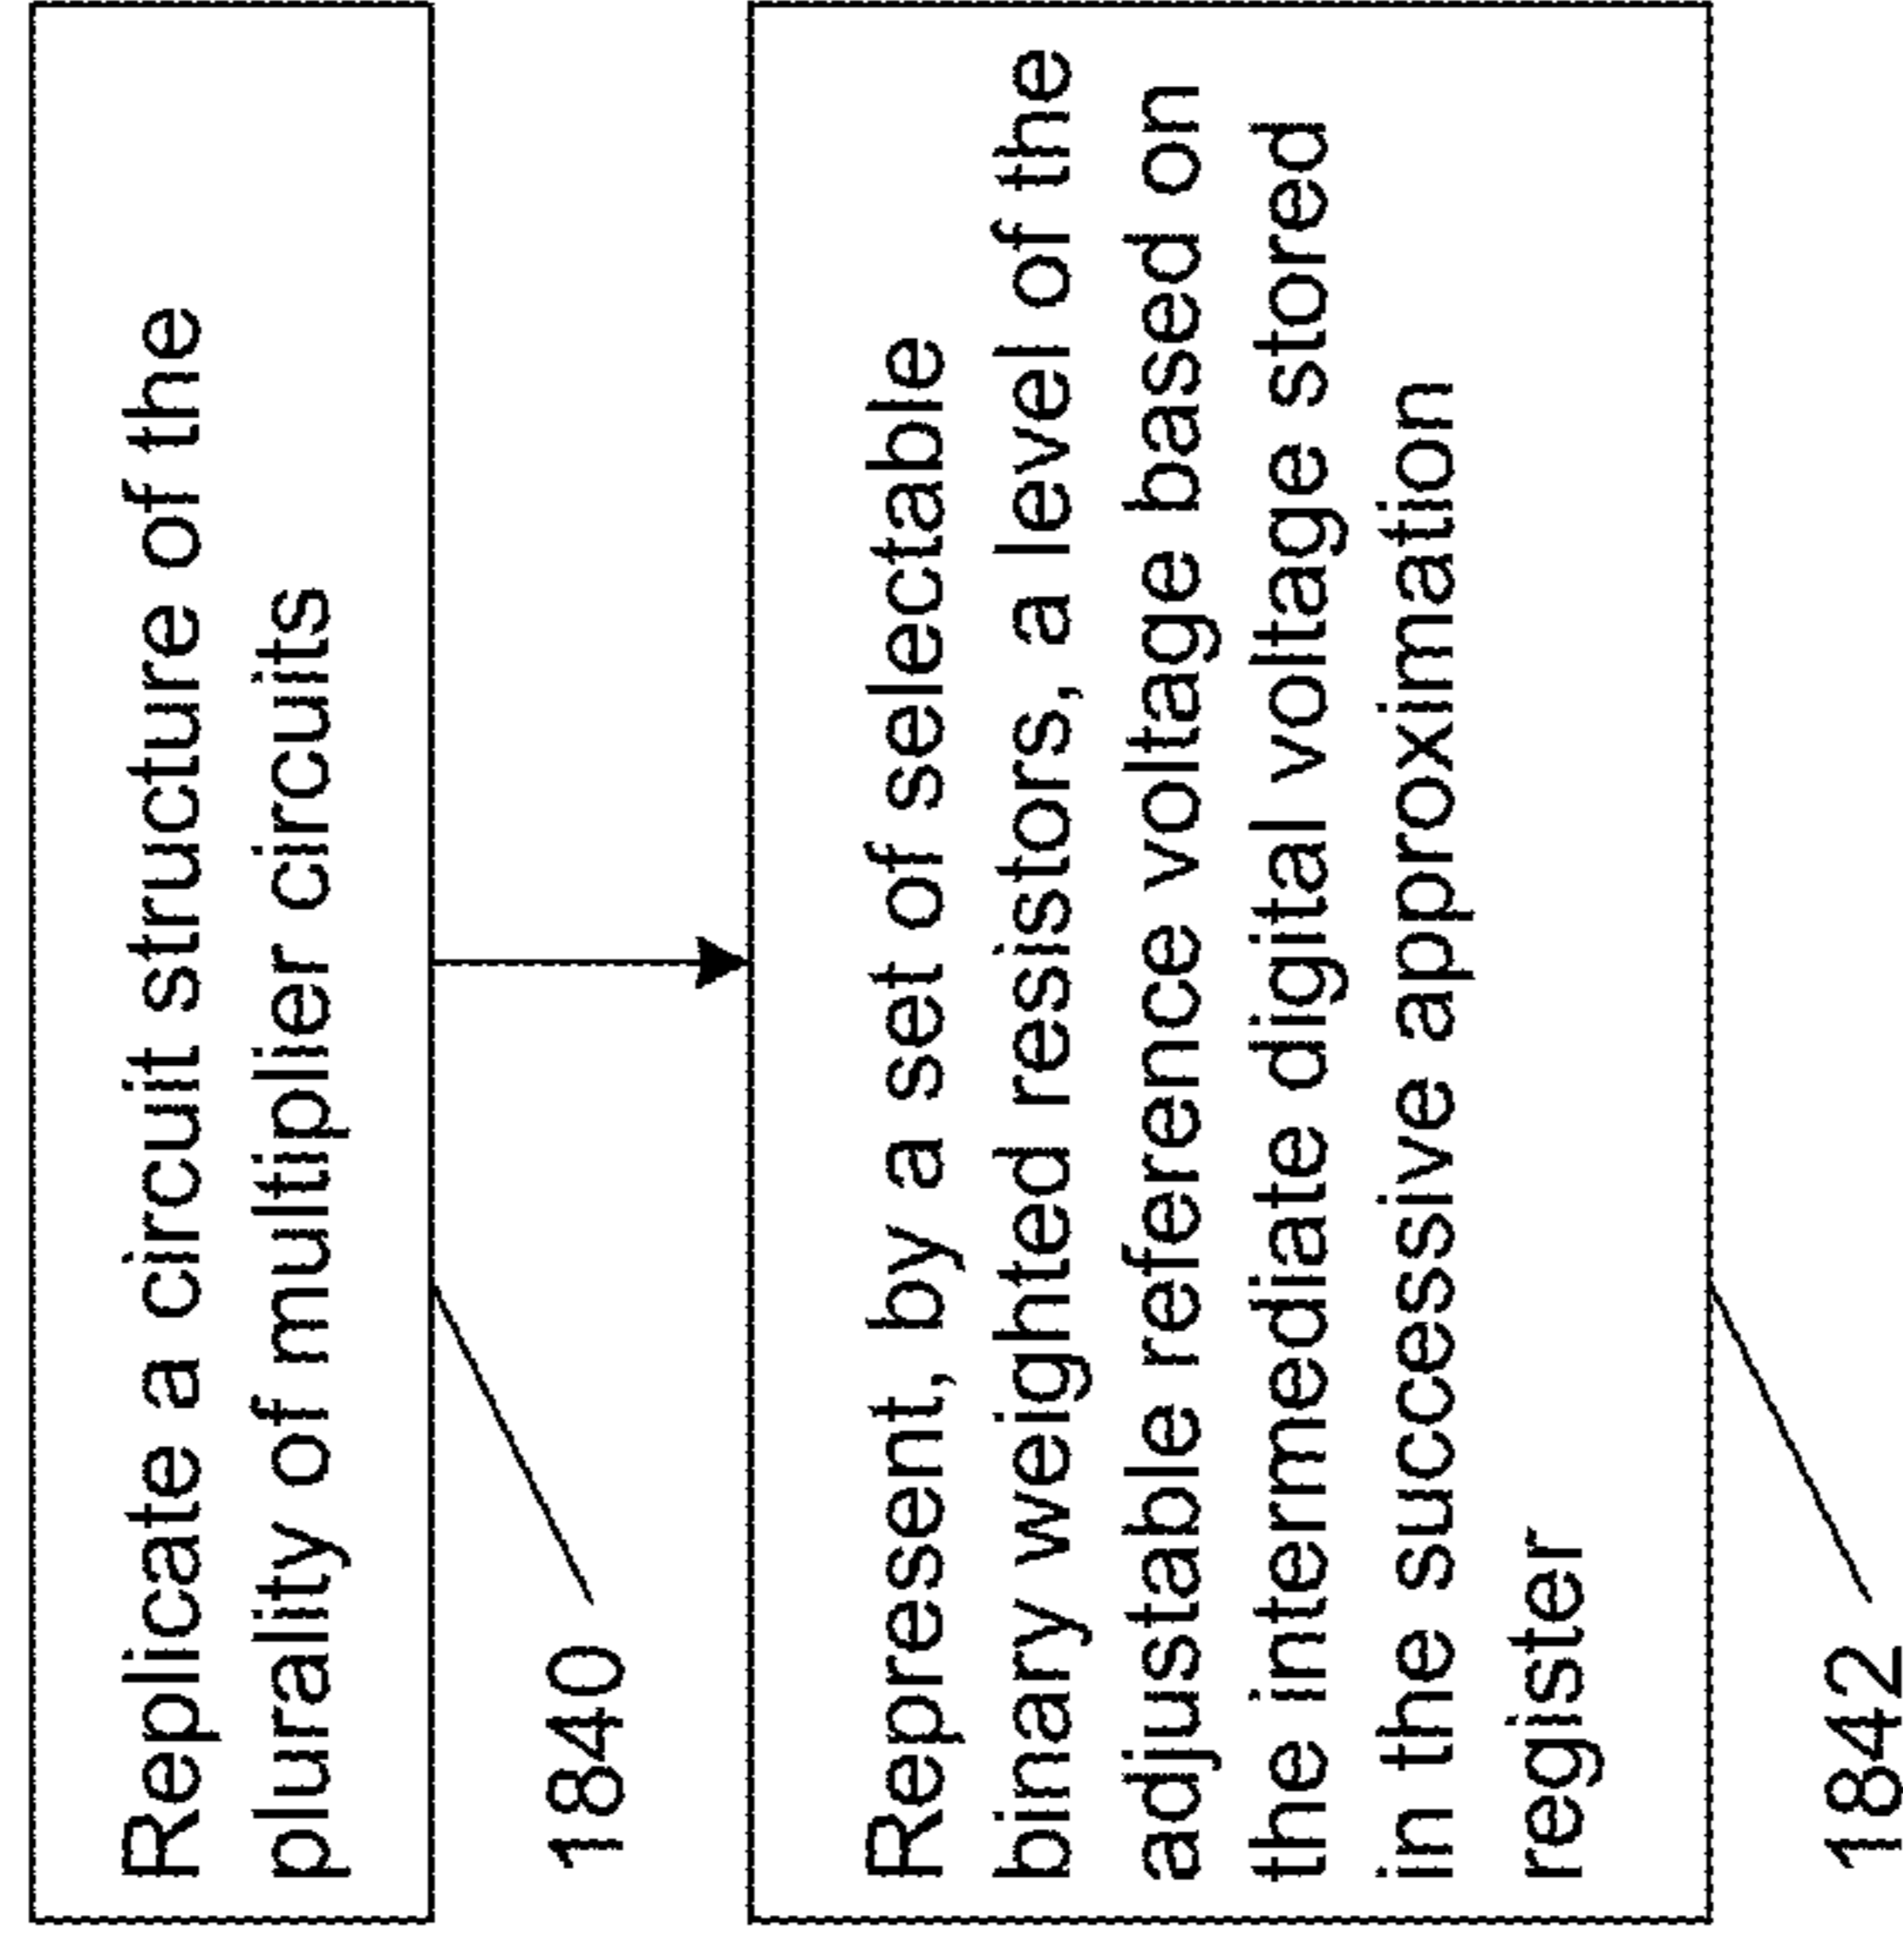 Replicate a circuit structure of the
plurality of multiplier circuits
1840
Represent, by a set of selectable
binary weighted resistors, a level of the
adjustable reference voltage based on
the intermediate digital voltage stored
in the successive approximation
register
1842